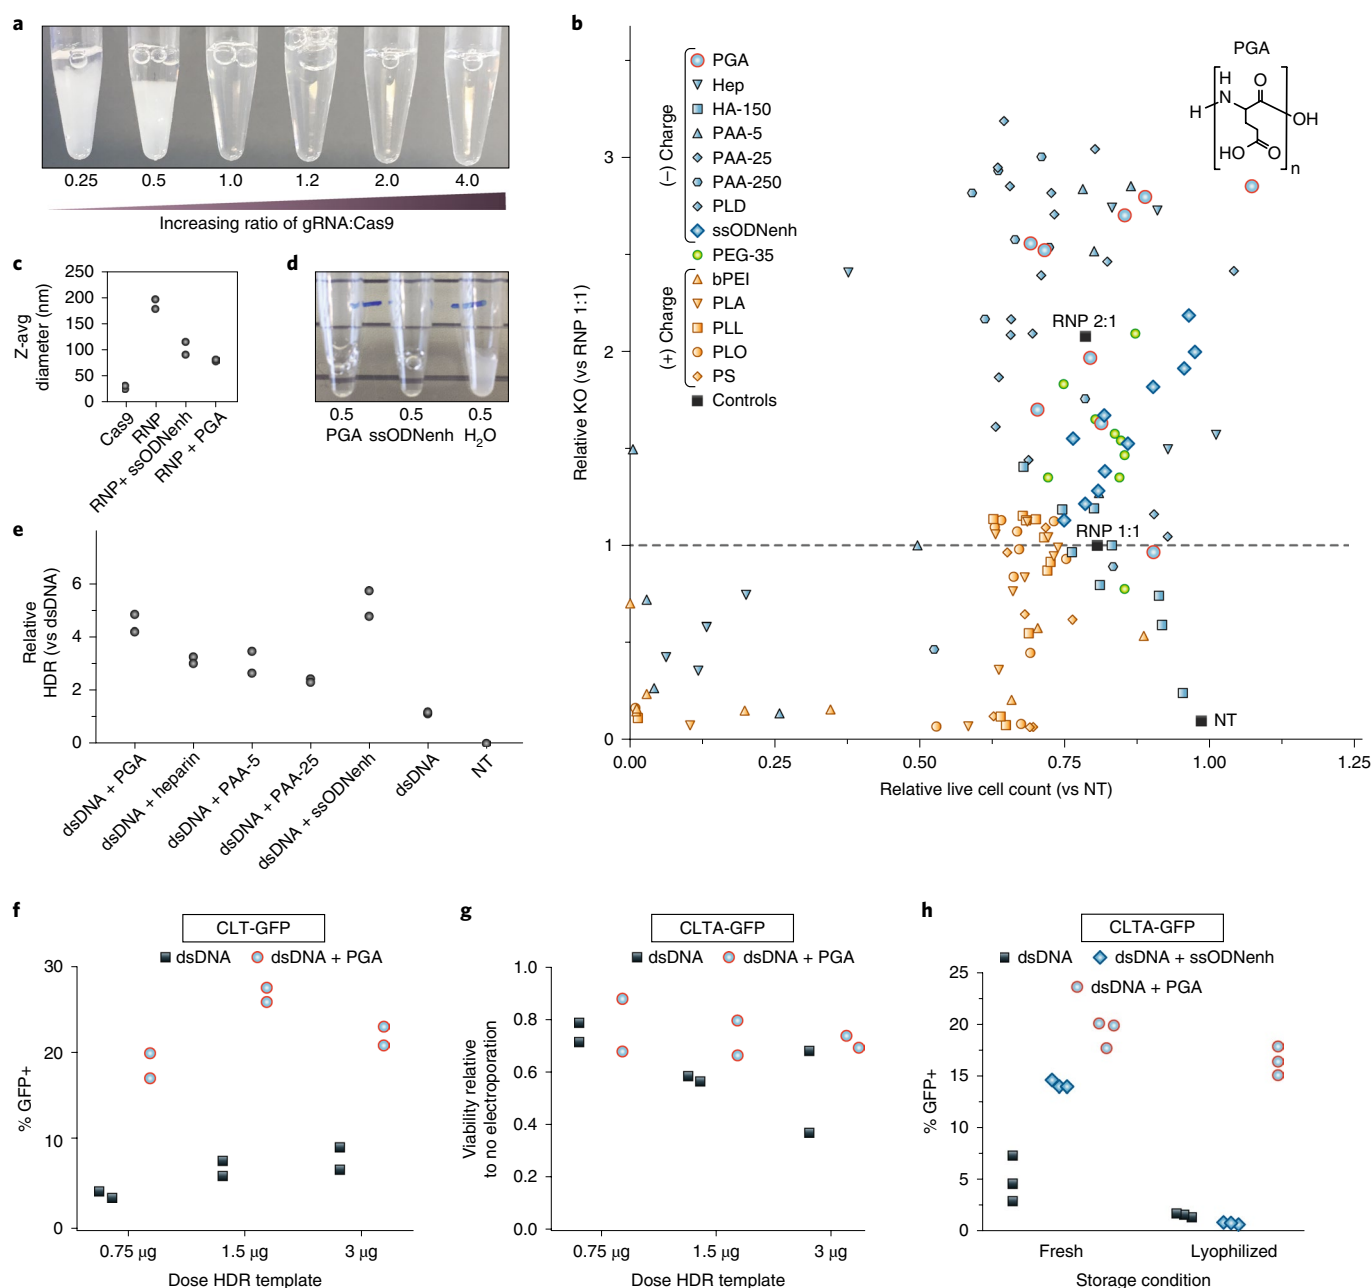 a
0.25 0.5 1.0 1.2 2.0 4.0
Increasing ratio of gRNA:Cas9
b
Relative KO (vs RNP 1:1)
3
2
1
0
0.00 0.25 0.50 0.75 1.00 1.25
Relative live cell count (vs NT)
(–) Charge
PGA
Hep
HA-150
PAA-5
PAA-25
PAA-250
PLD
ssODNenh
PEG-35
(+) Charge
bPEI
PLA
PLL
PLO
PS
Controls
RNP 2:1
RNP 1:1
NT
PGA
H
N
H
O
OH
HO
O
n
c
Z-avg
diameter (nm)
250
200
150
100
50
0
Cas9
RNP
RNP+ ssODNenh
RNP + PGA
d
0.5 0.5 0.5
PGA ssODNenh H2O
e
Relative
HDR (vs dsDNA)
6
4
2
0
dsDNA + PGA
dsDNA + heparin
dsDNA + PAA-5
dsDNA + PAA-25
dsDNA + ssODNenh
dsDNA
NT
f
CLT-GFP
dsDNA dsDNA + PGA
% GFP+
30
20
10
0
0.75 µg 1.5 µg 3 µg
Dose HDR template
g
CLTA-GFP
dsDNA dsDNA + PGA
Viability relative
to no electroporation
1.0
0.8
0.6
0.4
0.2
0.0
0.75 µg 1.5 µg 3 µg
Dose HDR template
h
CLTA-GFP
dsDNA dsDNA + ssODNenh
dsDNA + PGA
% GFP+
25
20
15
10
5
0
Fresh Lyophilized
Storage condition